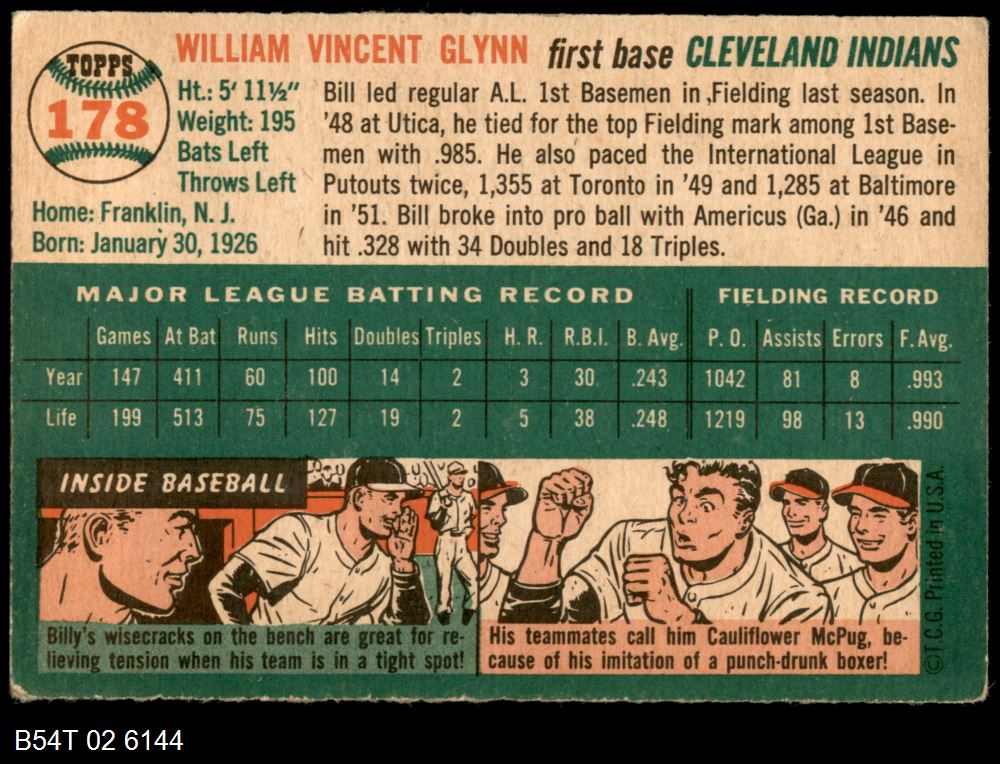 TOPPS
178
WILLIAM VINCENT GLYNN first base CLEVELAND INDIANS
Ht.: 5' 11½"
Weight: 195
Bats Left
Throws Left
Home: Franklin, N. J.
Born: January 30, 1926
Bill led regular A.L. 1st Basemen in Fielding last season. In
'48 at Utica, he tied for the top Fielding mark among 1st Base-
men with .985. He also paced the International League in
Putouts twice, 1,355 at Toronto in '49 and 1,285 at Baltimore
in '51. Bill broke into pro ball with Americus (Ga.) in '46 and
hit .328 with 34 Doubles and 18 Triples.
MAJOR LEAGUE BATTING RECORD FIELDING RECORD
Games At Bat Runs Hits Doubles Triples H. R. R.B.I. B. Avg. P. O. Assists Errors F. Avg.
Year 147 411 60 100 14 2 3 30 .243 1042 81 8 .993
Life 199 513 75 127 19 2 5 38 .248 1219 98 13 .990
INSIDE BASEBALL
Billy's wisecracks on the bench are great for re-
lieving tension when his team is in a tight spot!
His teammates call him Cauliflower McPug, be-
cause of his imitation of a punch-drunk boxer!
©T.C.G. Printed in U.S.A.
B54T 02 6144